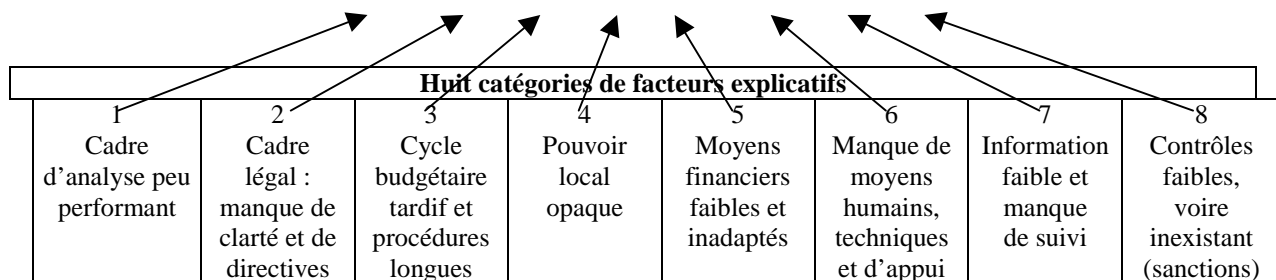 Huit catégories de facteurs explicatifs
1
Cadre
d’analyse peu
performant
2
Cadre
légal :
manque de
clarté et de
directives
3
Cycle
budgétaire
tardif et
procédures
longues
4
Pouvoir
local
opaque
5
Moyens
financiers
faibles et
inadaptés
6
Manque de
moyens
humains,
techniques
et d’appui
7
Information
faible et
manque
de suivi
8
Contrôles
faibles,
voire
inexistant
(sanctions)